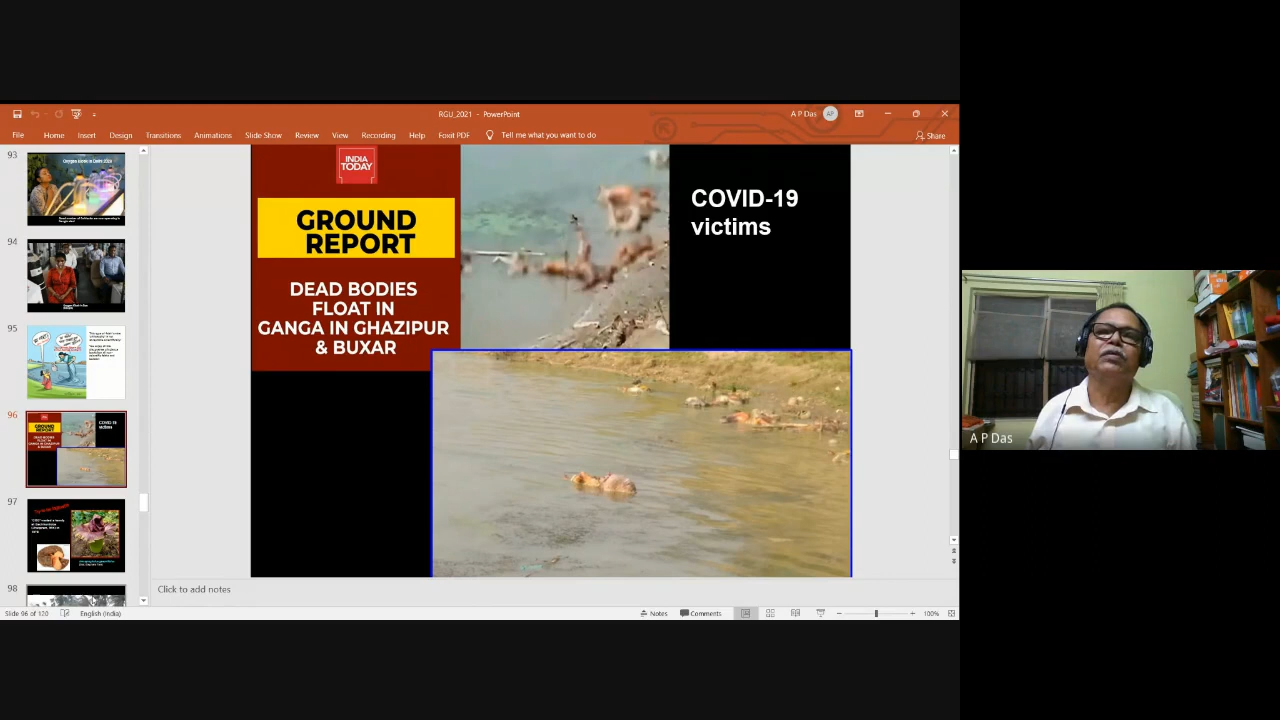 RGU_2021 - PowerPoint
A P Das
AP
File Home Insert Design Transitions Animations Slide Show Review View Recording Help Foxit PDF Tell me what you want to do
Share
93
94
95
96
97
98
INDIA
TODAY
GROUND
REPORT
DEAD BODIES
FLOAT IN
GANGA IN GHAZIPUR
& BUXAR
COVID-19
victims
Click to add notes
Slide 96 of 120 English (India)
Notes Comments 100%
A P Das